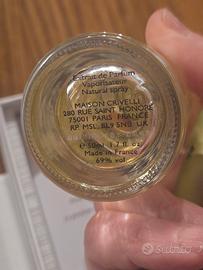 Extrait de Parfum
Vaporisateur
Natural spray
MAISON CRIVELLI
280 RUE SAINT HONORÉ
75001 PARIS FRANCE
RP. MSL, BL9 5NB UK
℮ 50ml 1.7 fl. oz
Made in France
69% vol
subito